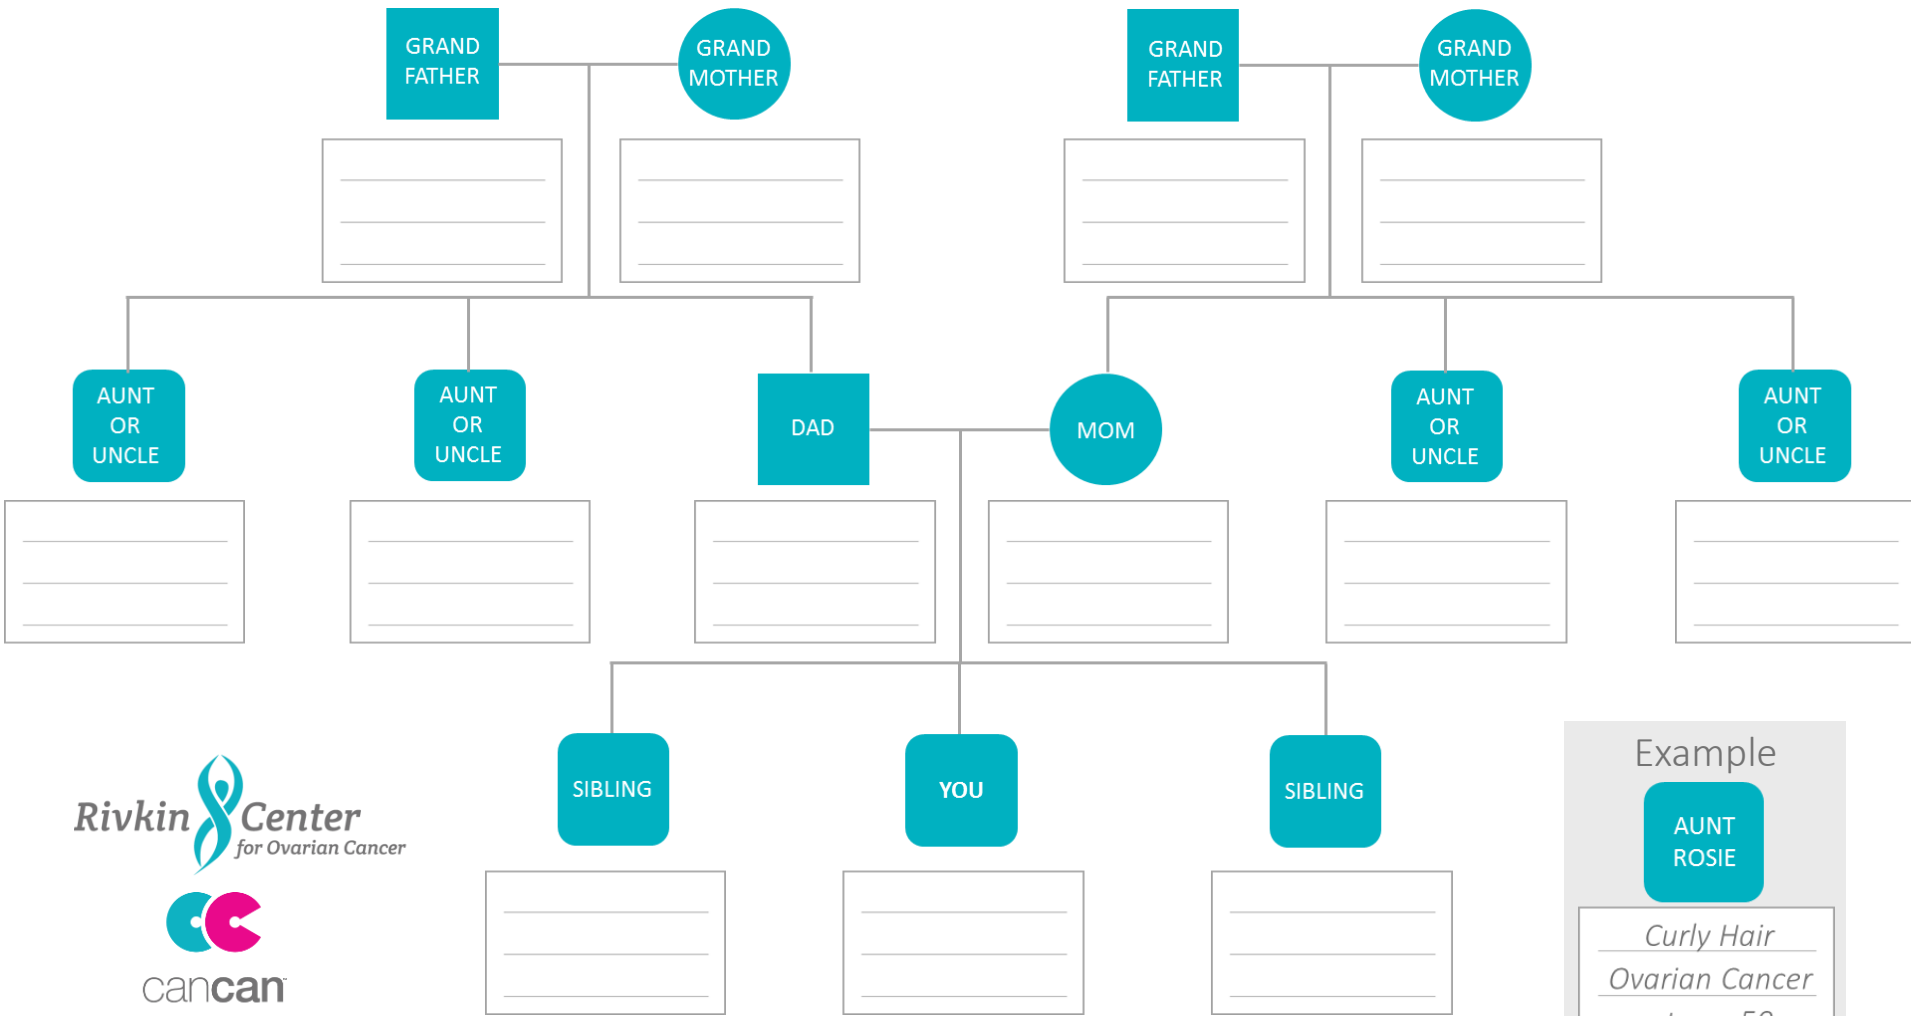 GRAND
FATHER
GRAND
MOTHER
GRAND
FATHER
GRAND
MOTHER
AUNT
OR
UNCLE
AUNT
OR
UNCLE
DAD
MOM
AUNT
OR
UNCLE
AUNT
OR
UNCLE
SIBLING
YOU
SIBLING
Rivkin Center
for Ovarian Cancer
cancan
Example
AUNT
ROSIE
Curly Hair
Ovarian Cancer
50